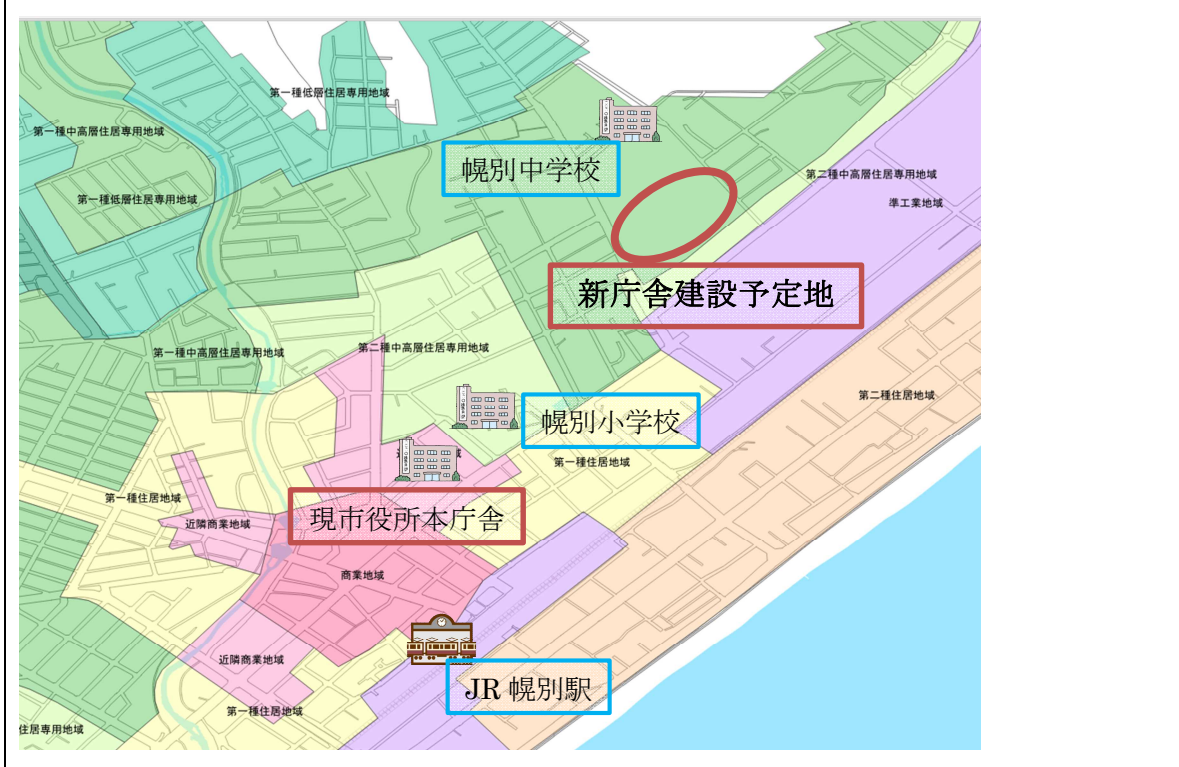 第一種低層住居専用地域
第一種中高層住居専用地域
幌別中学校
第二種中高層住居専用地域
第一種低層住居専用地域
準工業地域
新庁舎建設予定地
第一種中高層住居専用地域
第二種中高層住居専用地域
第二種住居地域
幌別小学校
第一種住居地域
第一種住居地域
近隣商業地域
現市役所本庁舎
商業地域
近隣商業地域
JR 幌別駅
第一種住居地域
住居専用地域